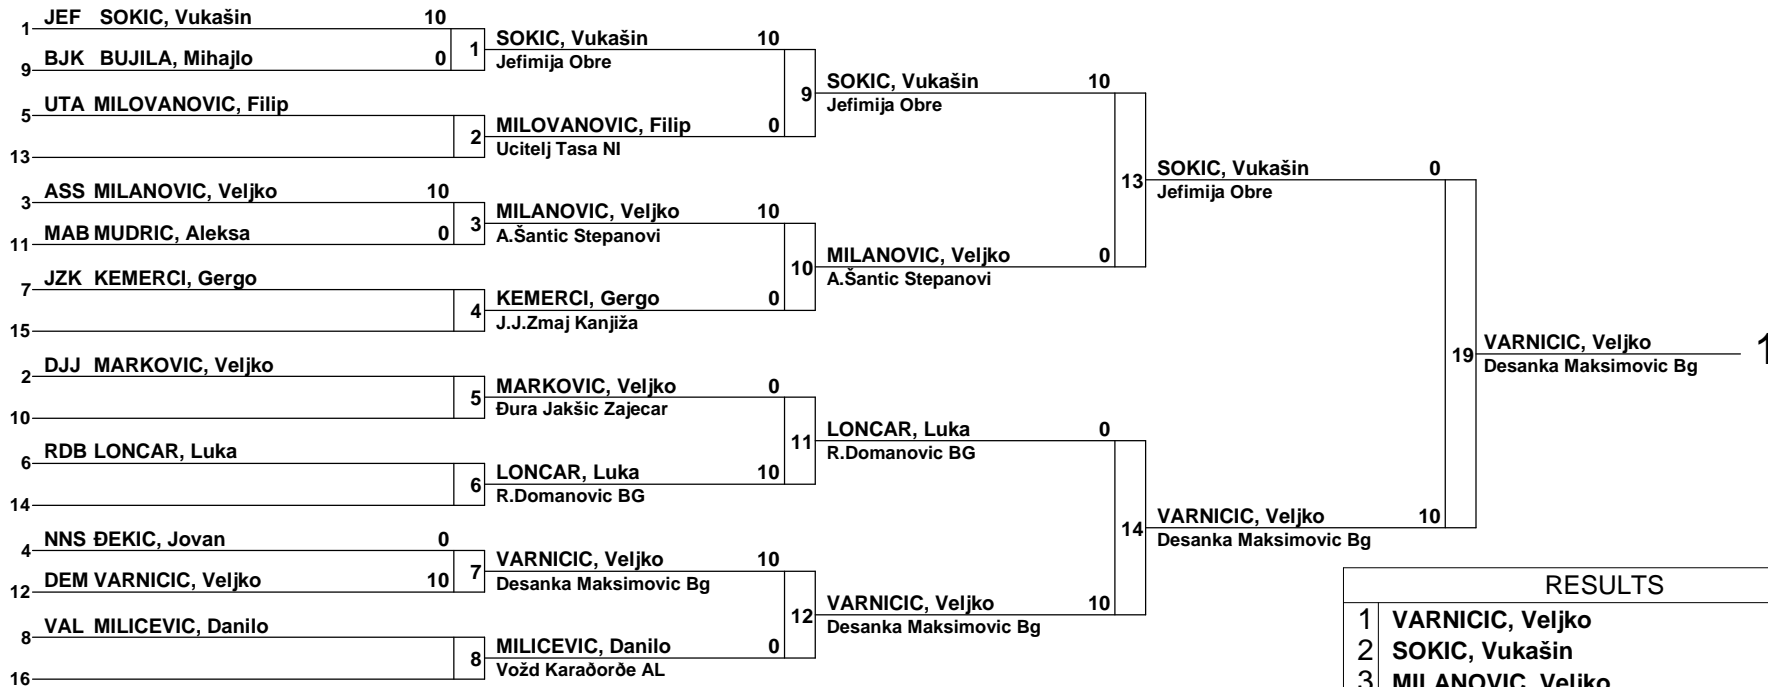 1 JEF SOKIC, Vukašin 10
9 BJK BUJILA, Mihajlo 0
1
5 UTA MILOVANOVIC, Filip
13
2
3 ASS MILANOVIC, Veljko 10
11 MAB MUDRIC, Aleksa 0
3
7 JZK KEMERCI, Gergo
15
4
2 DJJ MARKOVIC, Veljko
10
5
6 RDB LONCAR, Luka
14
6
4 NNS ĐEKIC, Jovan 0
12 DEM VARNICIC, Veljko 10
7
8 VAL MILICEVIC, Danilo
16
8
SOKIC, Vukašin 10
Jefimija Obre
9
MILOVANOVIC, Filip 0
Ucitelj Tasa NI
MILANOVIC, Veljko 10
A.Šantic Stepanovi
10
KEMERCI, Gergo 0
J.J.Zmaj Kanjiža
MARKOVIC, Veljko 0
Đura Jakšic Zajecar
11
LONCAR, Luka 10
R.Domanovic BG
VARNICIC, Veljko 10
Desanka Maksimovic Bg
12
MILICEVIC, Danilo 0
Vožd Karaðorðe AL
SOKIC, Vukašin 10
Jefimija Obre
13
MILANOVIC, Veljko 0
A.Šantic Stepanovi
LONCAR, Luka 0
R.Domanovic BG
14
VARNICIC, Veljko 10
Desanka Maksimovic Bg
SOKIC, Vukašin 0
Jefimija Obre
19
VARNICIC, Veljko 10
Desanka Maksimovic Bg
VARNICIC, Veljko
Desanka Maksimovic Bg
1
RESULTS
1 VARNICIC, Veljko
2 SOKIC, Vukašin
3 MILANOVIC, Veljko